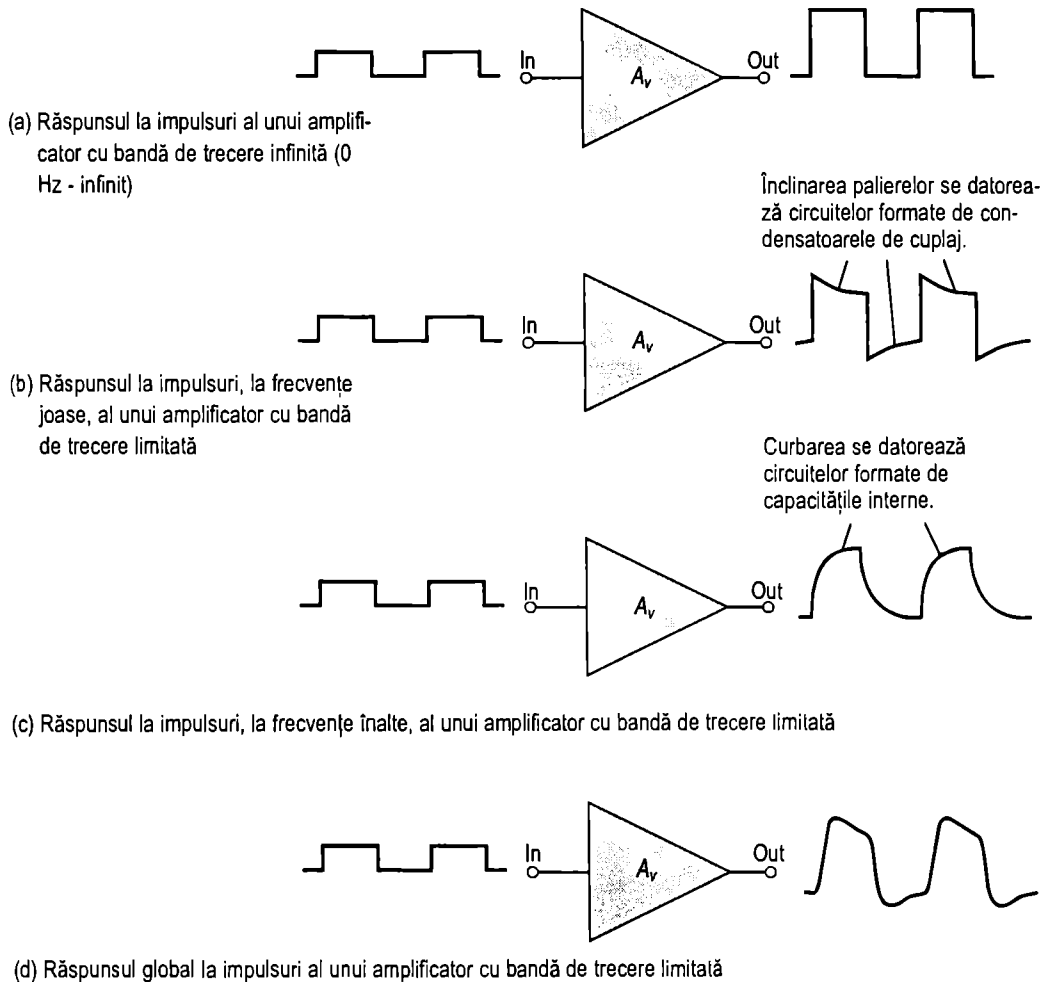 In
A_v
Out
(a) Răspunsul la impulsuri al unui amplifi-
cator cu bandă de trecere infinită (0
Hz - infinit)
Înclinarea palierelor se datorea-
ză circuitelor formate de con-
densatoarele de cuplaj.
In
A_v
Out
(b) Răspunsul la impulsuri, la frecvențe
joase, al unui amplificator cu bandă
de trecere limitată
Curbarea se datorează
circuitelor formate de
capacitățile interne.
In
A_v
Out
(c) Răspunsul la impulsuri, la frecvențe înalte, al unui amplificator cu bandă de trecere limitată
In
A_v
Out
(d) Răspunsul global la impulsuri al unui amplificator cu bandă de trecere limitată